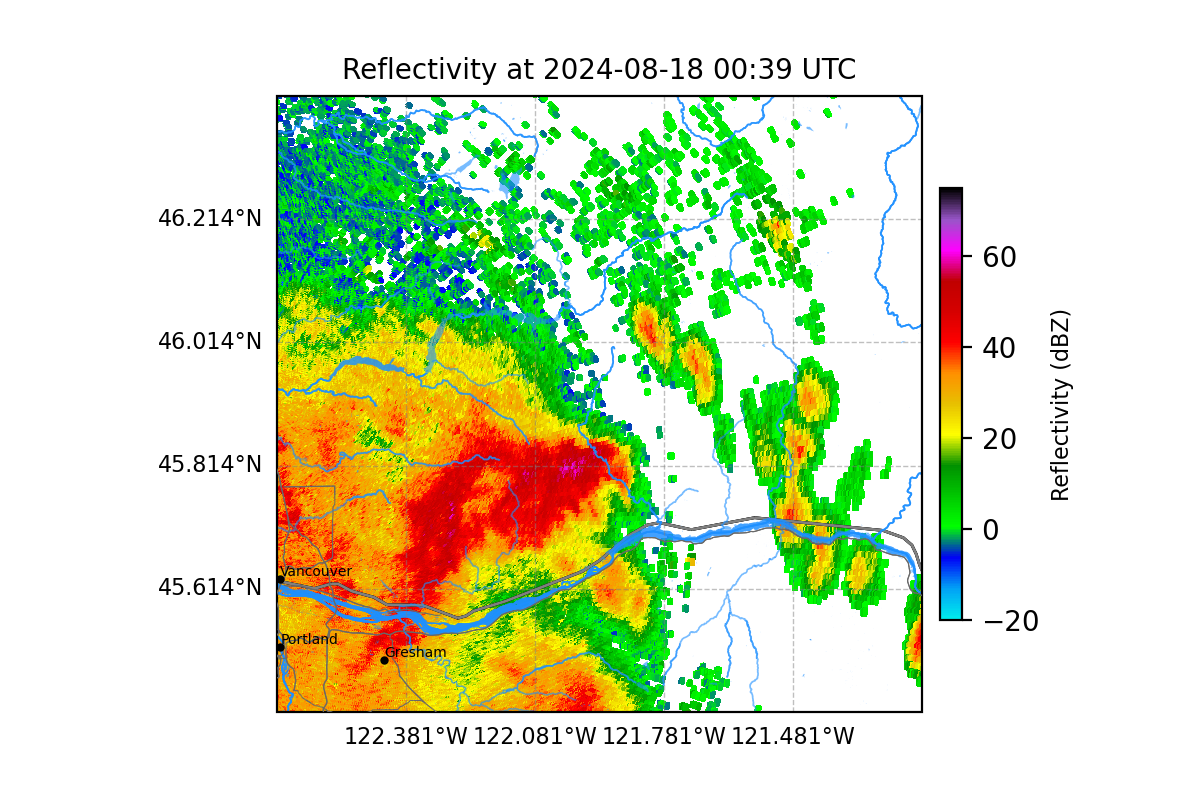 Reflectivity at 2024-08-18 00:39 UTC
46.214°N
46.014°N
45.814°N
45.614°N
Vancouver
Portland
Gresham
122.381°W 122.081°W 121.781°W 121.481°W
60
40
20
0
−20
Reflectivity (dBZ)